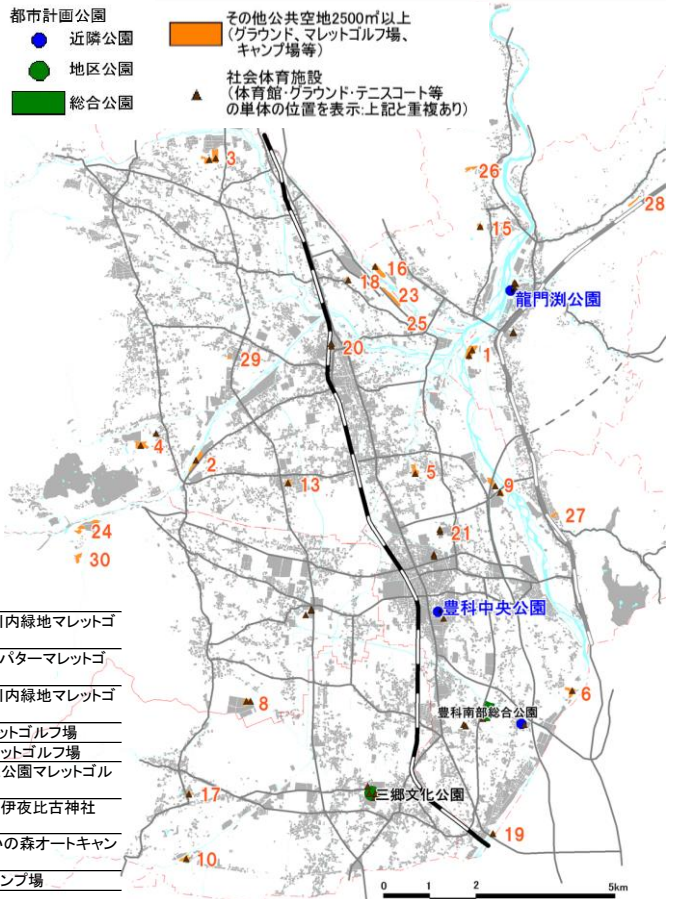 都市計画公園
近隣公園
地区公園
総合公園
その他公共空地2500㎡以上
(グラウンド、マレットゴルフ場、
キャンプ場等)
社会体育施設
(体育館・グラウンド・テニスコート等
の単体の位置を表示:上記と重複あり)
3
26
28
15
16
18
23
龍門渕公園
25
20
1
29
4
2
5
13
9
24
21
27
30
豊科中央公園
川内緑地マレットゴ
パターマレットゴ
川内緑地マレットゴ
6
8
豊科南部総合公園
ットゴルフ場
ットゴルフ場
公園マレットゴル
17
三郷文化公園
伊夜比古神社
19
いの森オートキャン
10
ンプ場
0 1 2 5km